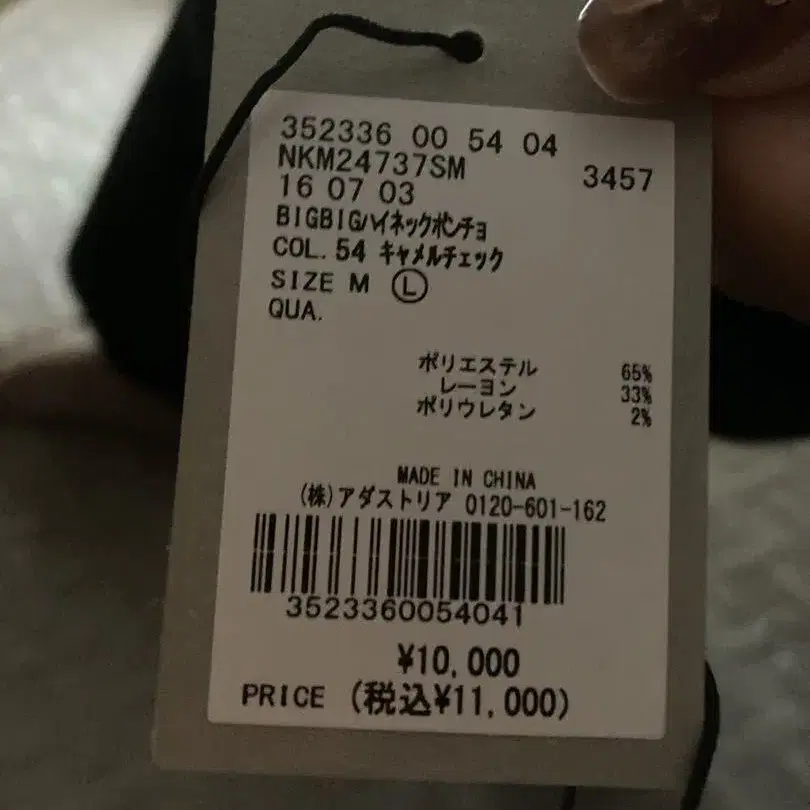 352336 00 54 04
NKM24737SM 3457
16 07 03
BIGBIGハイネックポンチョ
COL. 54 キャメルチェック
SIZE M Ⓛ
QUA.
ポリエステル 65%
レーヨン 33%
ポリウレタン 2%
MADE IN CHINA
(株)アダストリア 0120-601-162
3523360054041
¥10,000
PRICE (税込¥11,000)